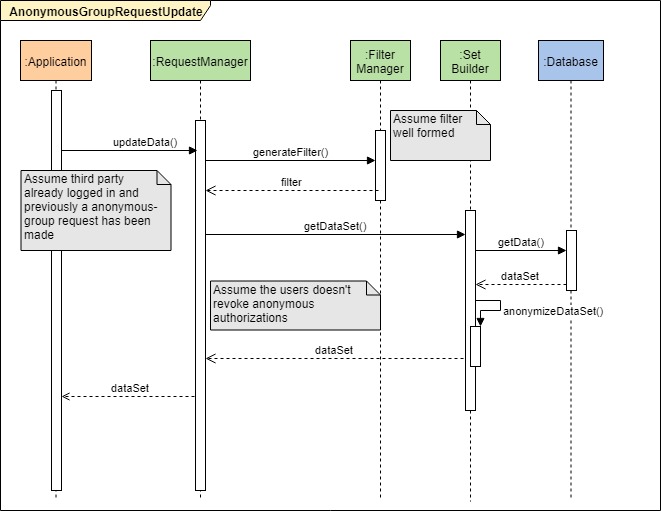 AnonymousGroupRequestUpdate
:Application
:RequestManager
:Filter
Manager
:Set
Builder
:Database
Assume filter
well formed
updateData()
generateFilter()
Assume third party
already logged in and
previously a anonymous-
group request has been
made
filter
getDataSet()
getData()
dataSet
Assume the users doesn't
revoke anonymous
authorizations
anonymizeDataSet()
dataSet
dataSet